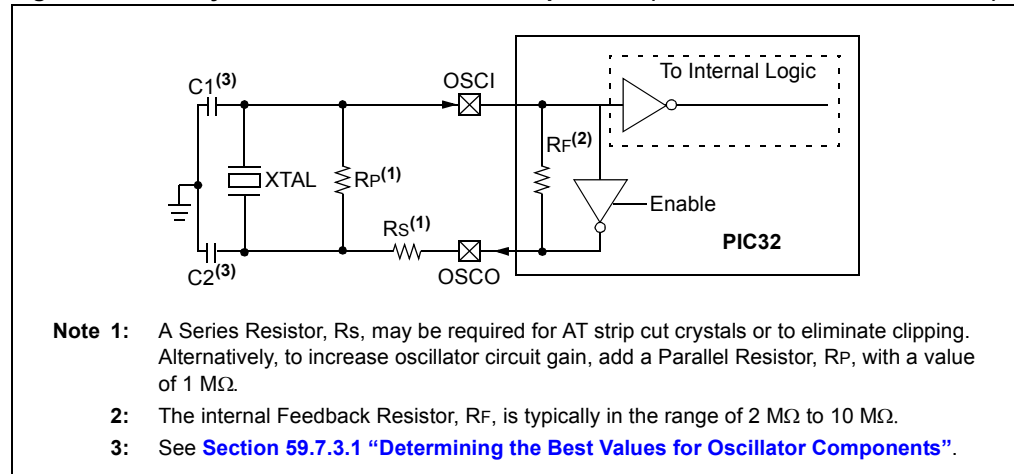 C1(3)
OSCI
To Internal Logic
RF(2)
XTAL
RP(1)
Enable
RS(1)
PIC32
C2(3)
OSCO
Note 1: A Series Resistor, Rs, may be required for AT strip cut crystals or to eliminate clipping.
Alternatively, to increase oscillator circuit gain, add a Parallel Resistor, RP, with a value
of 1 MΩ.
2: The internal Feedback Resistor, RF, is typically in the range of 2 MΩ to 10 MΩ.
3: See Section 59.7.3.1 “Determining the Best Values for Oscillator Components”.